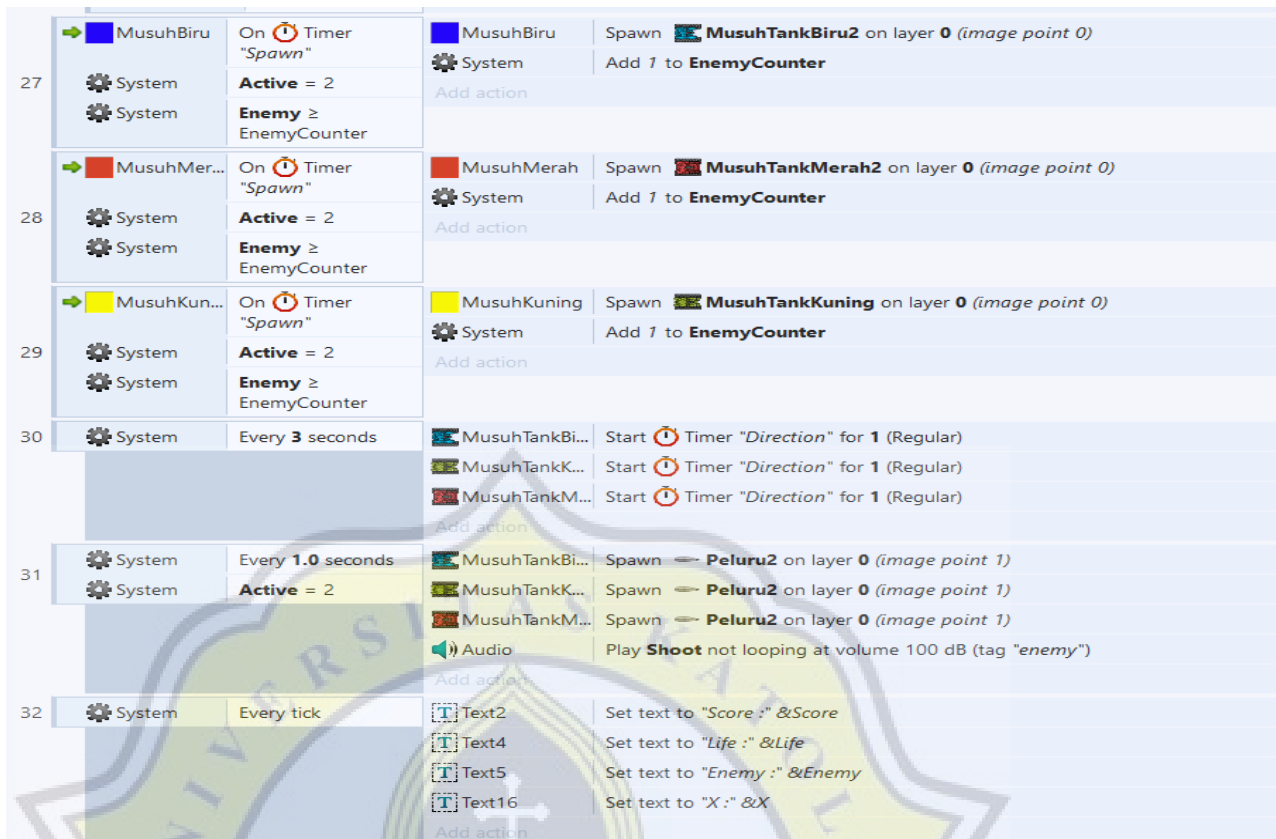 27
MusuhBiru On Timer "Spawn"
System Active = 2
System Enemy ≥ EnemyCounter
MusuhBiru Spawn MusuhTankBiru2 on layer 0 (image point 0)
System Add 1 to EnemyCounter
Add action
28
MusuhMer... On Timer "Spawn"
System Active = 2
System Enemy ≥ EnemyCounter
MusuhMerah Spawn MusuhTankMerah2 on layer 0 (image point 0)
System Add 1 to EnemyCounter
Add action
29
MusuhKun... On Timer "Spawn"
System Active = 2
System Enemy ≥ EnemyCounter
MusuhKuning Spawn MusuhTankKuning on layer 0 (image point 0)
System Add 1 to EnemyCounter
Add action
30
System Every 3 seconds
MusuhTankBi... Start Timer "Direction" for 1 (Regular)
MusuhTankK... Start Timer "Direction" for 1 (Regular)
MusuhTankM... Start Timer "Direction" for 1 (Regular)
Add action
31
System Every 1.0 seconds
System Active = 2
MusuhTankBi... Spawn Peluru2 on layer 0 (image point 1)
MusuhTankK... Spawn Peluru2 on layer 0 (image point 1)
MusuhTankM... Spawn Peluru2 on layer 0 (image point 1)
Audio Play Shoot not looping at volume 100 dB (tag "enemy")
Add action
32
System Every tick
Text2 Set text to "Score :" &Score
Text4 Set text to "Life :" &Life
Text5 Set text to "Enemy :" &Enemy
Text16 Set text to "X :" &X
Add action